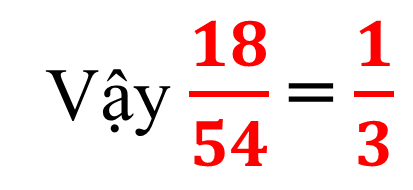 Vậy 18/54 = 1/3